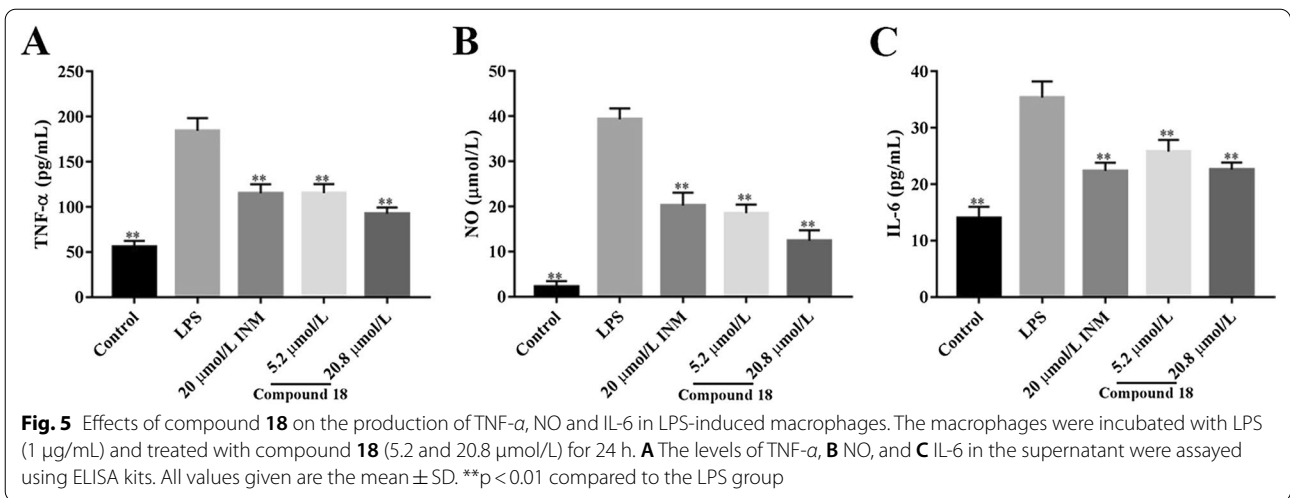 A
TNF-α (pg/mL)
250
200
150
100
50
0
**
**
**
**
Control
LPS
20 μmol/L INM
5.2 μmol/L
20.8 μmol/L
Compound 18
B
NO (μmol/L)
50
40
30
20
10
0
**
**
**
**
Control
LPS
20 μmol/L INM
5.2 μmol/L
20.8 μmol/L
Compound 18
C
IL-6 (pg/mL)
40
30
20
10
0
**
**
**
**
Control
LPS
20 μmol/L INM
5.2 μmol/L
20.8 μmol/L
Compound 18
Fig. 5 Effects of compound 18 on the production of TNF-α, NO and IL-6 in LPS-induced macrophages. The macrophages were incubated with LPS
(1 μg/mL) and treated with compound 18 (5.2 and 20.8 μmol/L) for 24 h. A The levels of TNF-α, B NO, and C IL-6 in the supernatant were assayed
using ELISA kits. All values given are the mean ± SD. **p < 0.01 compared to the LPS group